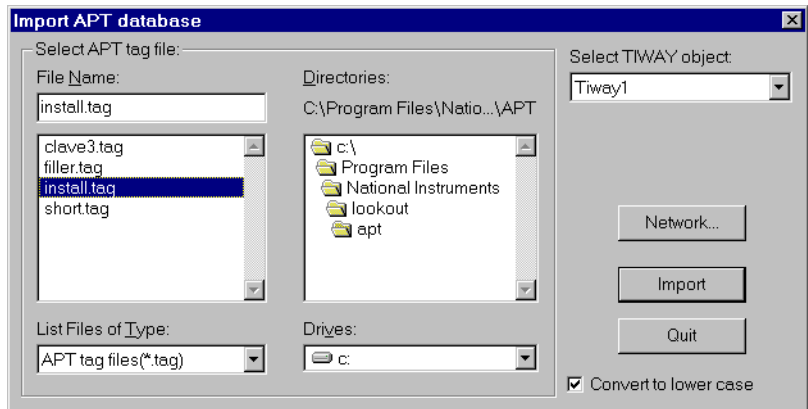 Import APT database
Select APT tag file:
File Name:
install.tag
clave3.tag
filler.tag
install.tag
short.tag
List Files of Type:
APT tag files(*.tag)
Directories:
C:\Program Files\Natio...\APT
c:\
Program Files
National Instruments
lookout
apt
Drives:
c:
Select TIWAY object:
Tiway1
Network...
Import
Quit
Convert to lower case